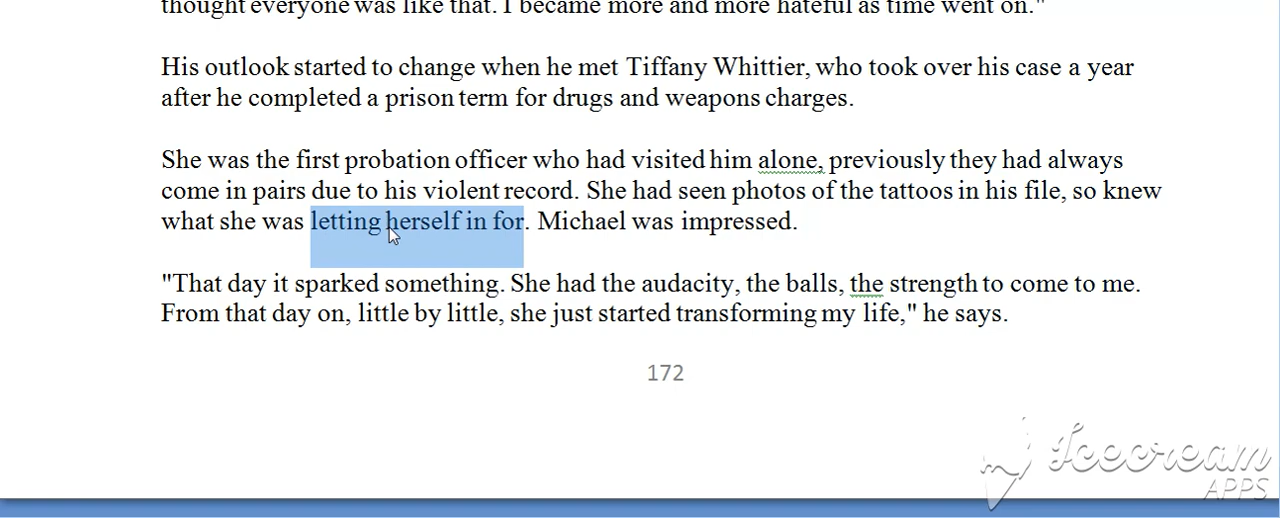 thought everyone was like that. I became more and more hateful as time went on."
His outlook started to change when he met Tiffany Whittier, who took over his case a year
after he completed a prison term for drugs and weapons charges.
She was the first probation officer who had visited him alone, previously they had always
come in pairs due to his violent record. She had seen photos of the tattoos in his file, so knew
what she was letting herself in for. Michael was impressed.
"That day it sparked something. She had the audacity, the balls, the strength to come to me.
From that day on, little by little, she just started transforming my life," he says.
172
Icecream
APPS